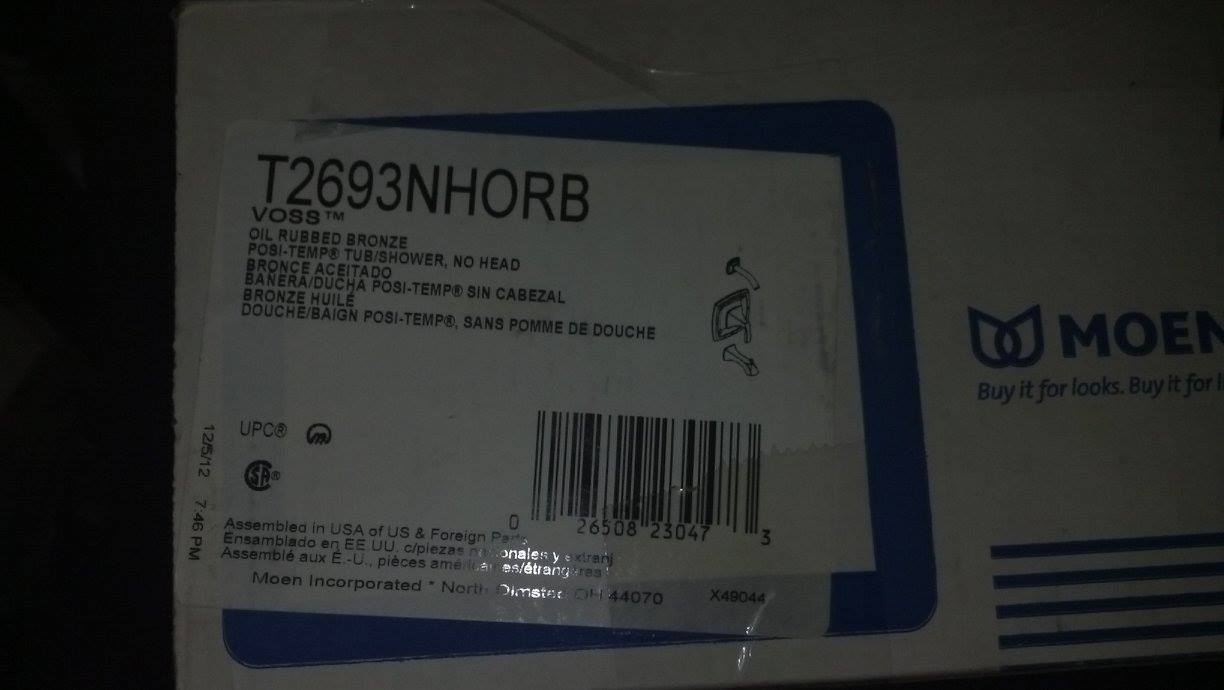 T2693NHORB
VOSS™
OIL RUBBED BRONZE
POSI-TEMP® TUB/SHOWER, NO HEAD
BRONCE ACEITADO
BAÑERA/DUCHA POSI-TEMP® SIN CABEZAL
BRONZE HUILÉ
DOUCHE/BAIGN POSI-TEMP®, SANS POMME DE DOUCHE
UPC®
SA®
0 26508 23047 3
12/5/12 7:46 PM
Assembled in USA of US & Foreign Parts
Ensamblado en EE.UU. c/piezas nacionales y extranj
Assemblé aux É.-U., pièces américaines/étrangères
Moen Incorporated * North Olmsted OH 44070 X49044
MOEN
Buy it for looks. Buy it for